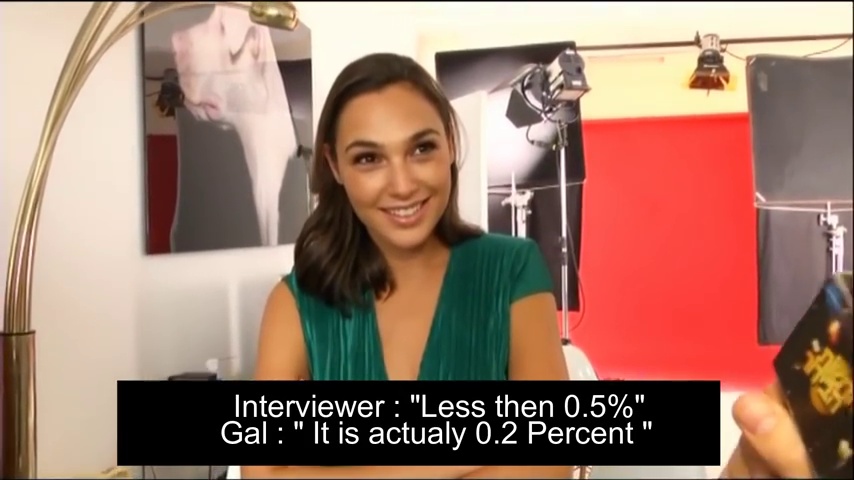 Interviewer : "Less then 0.5%"
Gal : " It is actualy 0.2 Percent "